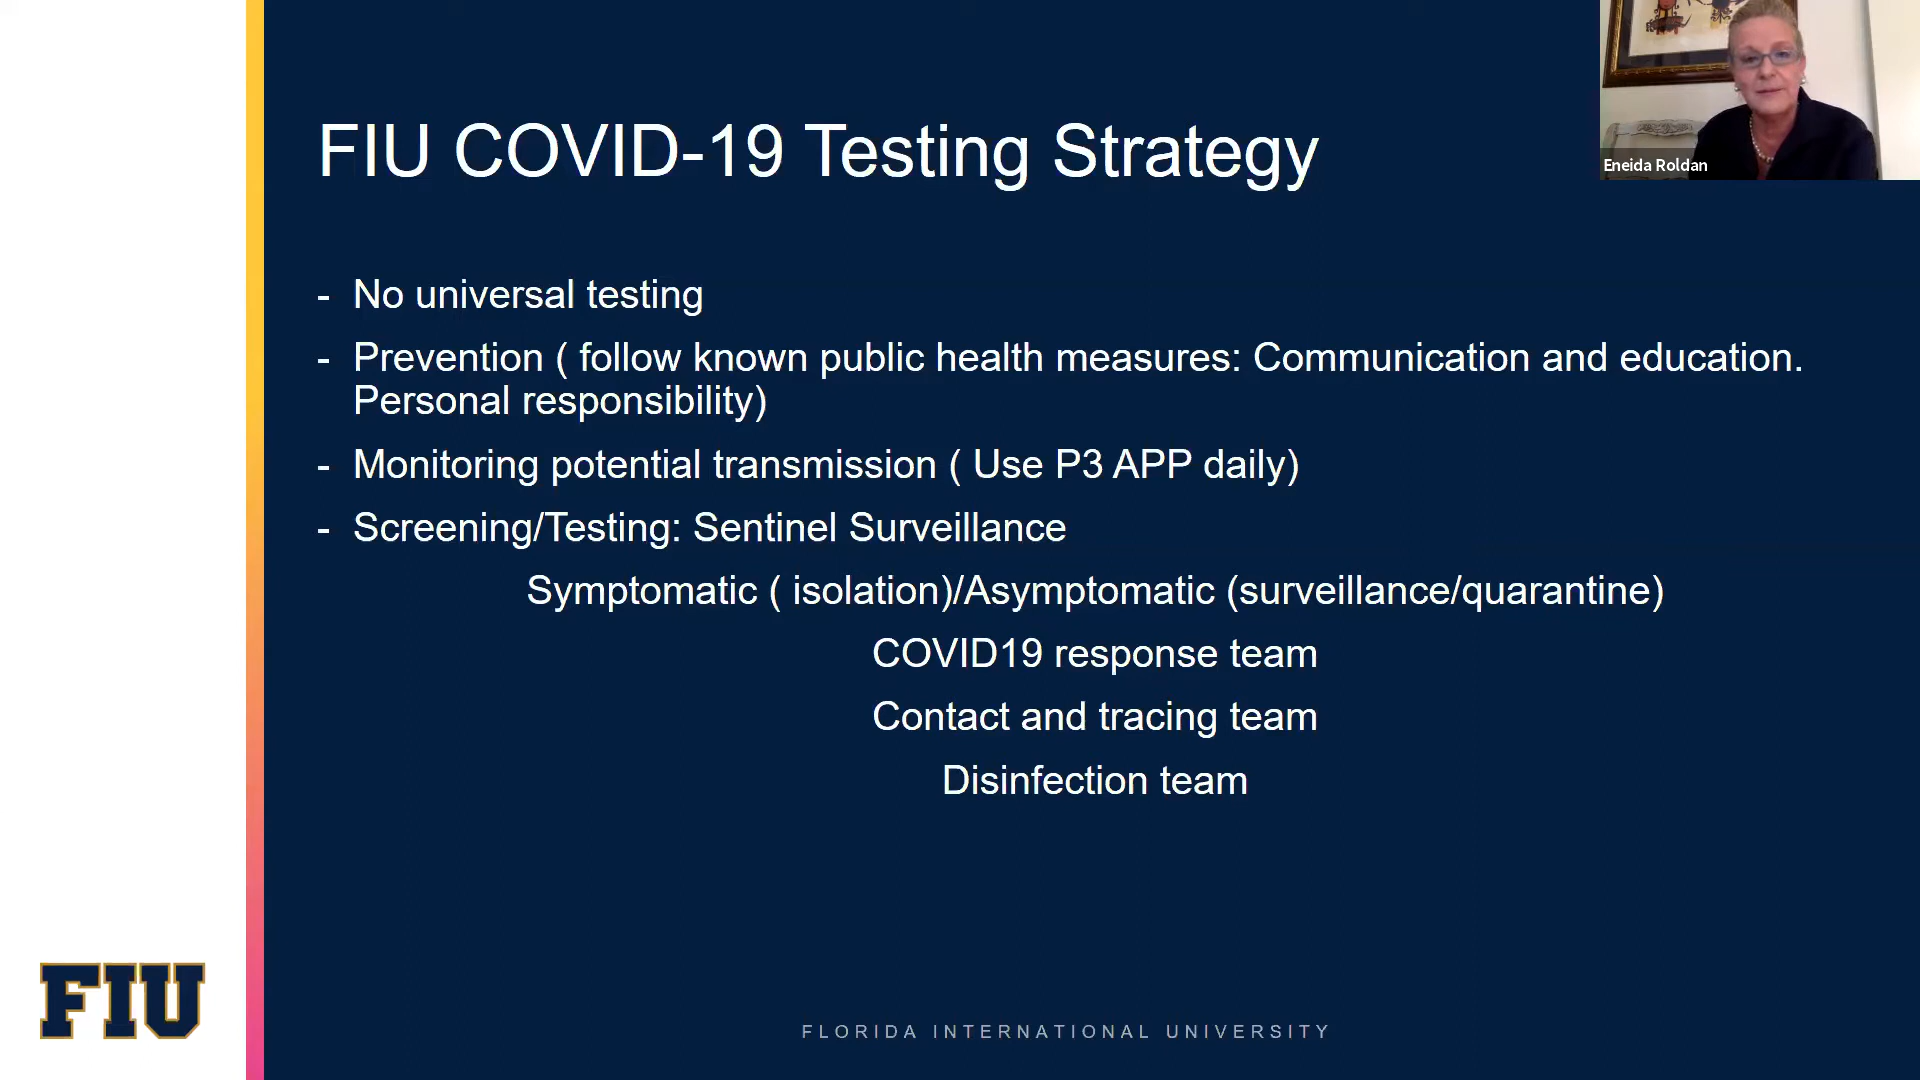 FIU COVID-19 Testing Strategy
Eneida Roldan
- No universal testing
- Prevention ( follow known public health measures: Communication and education.
Personal responsibility)
- Monitoring potential transmission ( Use P3 APP daily)
- Screening/Testing: Sentinel Surveillance
Symptomatic ( isolation)/Asymptomatic (surveillance/quarantine)
COVID19 response team
Contact and tracing team
Disinfection team
FIU
FLORIDA INTERNATIONAL UNIVERSITY